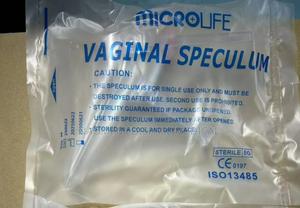 microlife
VAGINAL SPECULUM
CAUTION:
- THE SPECULUM IS FOR SINGLE USE ONLY AND MUST BE
DESTROYED AFTER USE. SECOND USE IS PROHIBITED.
- STERILITY GUARANTEED IF PACKAGE
USE THE SPECULUM IMMEDIATELY AFTER OPENED.
- STORED IN A COOL AND DRY PLACE
STERILE EO
CE 0197
ISO13485